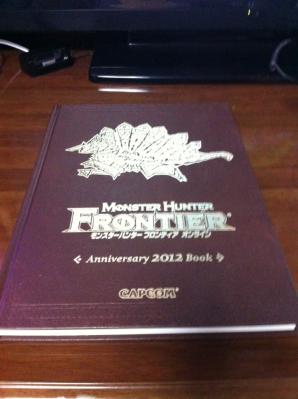 MONSTER HUNTER
FRONTIER
モンスターハンター フロンティア オンライン
Anniversary 2012 Book
CAPCOM